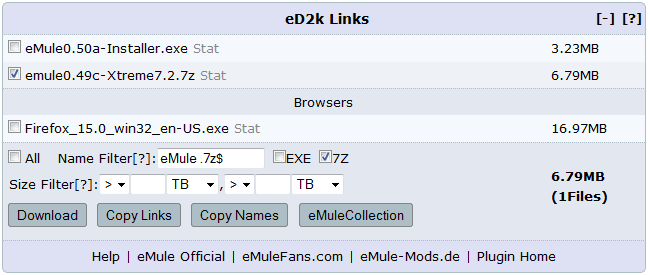 eD2k Links [-] [?]
eMule0.50a-Installer.exe Stat 3.23MB
emule0.49c-Xtreme7.2.7z Stat 6.79MB
Browsers
Firefox_15.0_win32_en-US.exe Stat 16.97MB
All Name Filter[?]: eMule .7z$ EXE 7Z
Size Filter[?]: > TB , > TB
6.79MB
(1Files)
Download Copy Links Copy Names eMuleCollection
Help | eMule Official | eMuleFans.com | eMule-Mods.de | Plugin Home